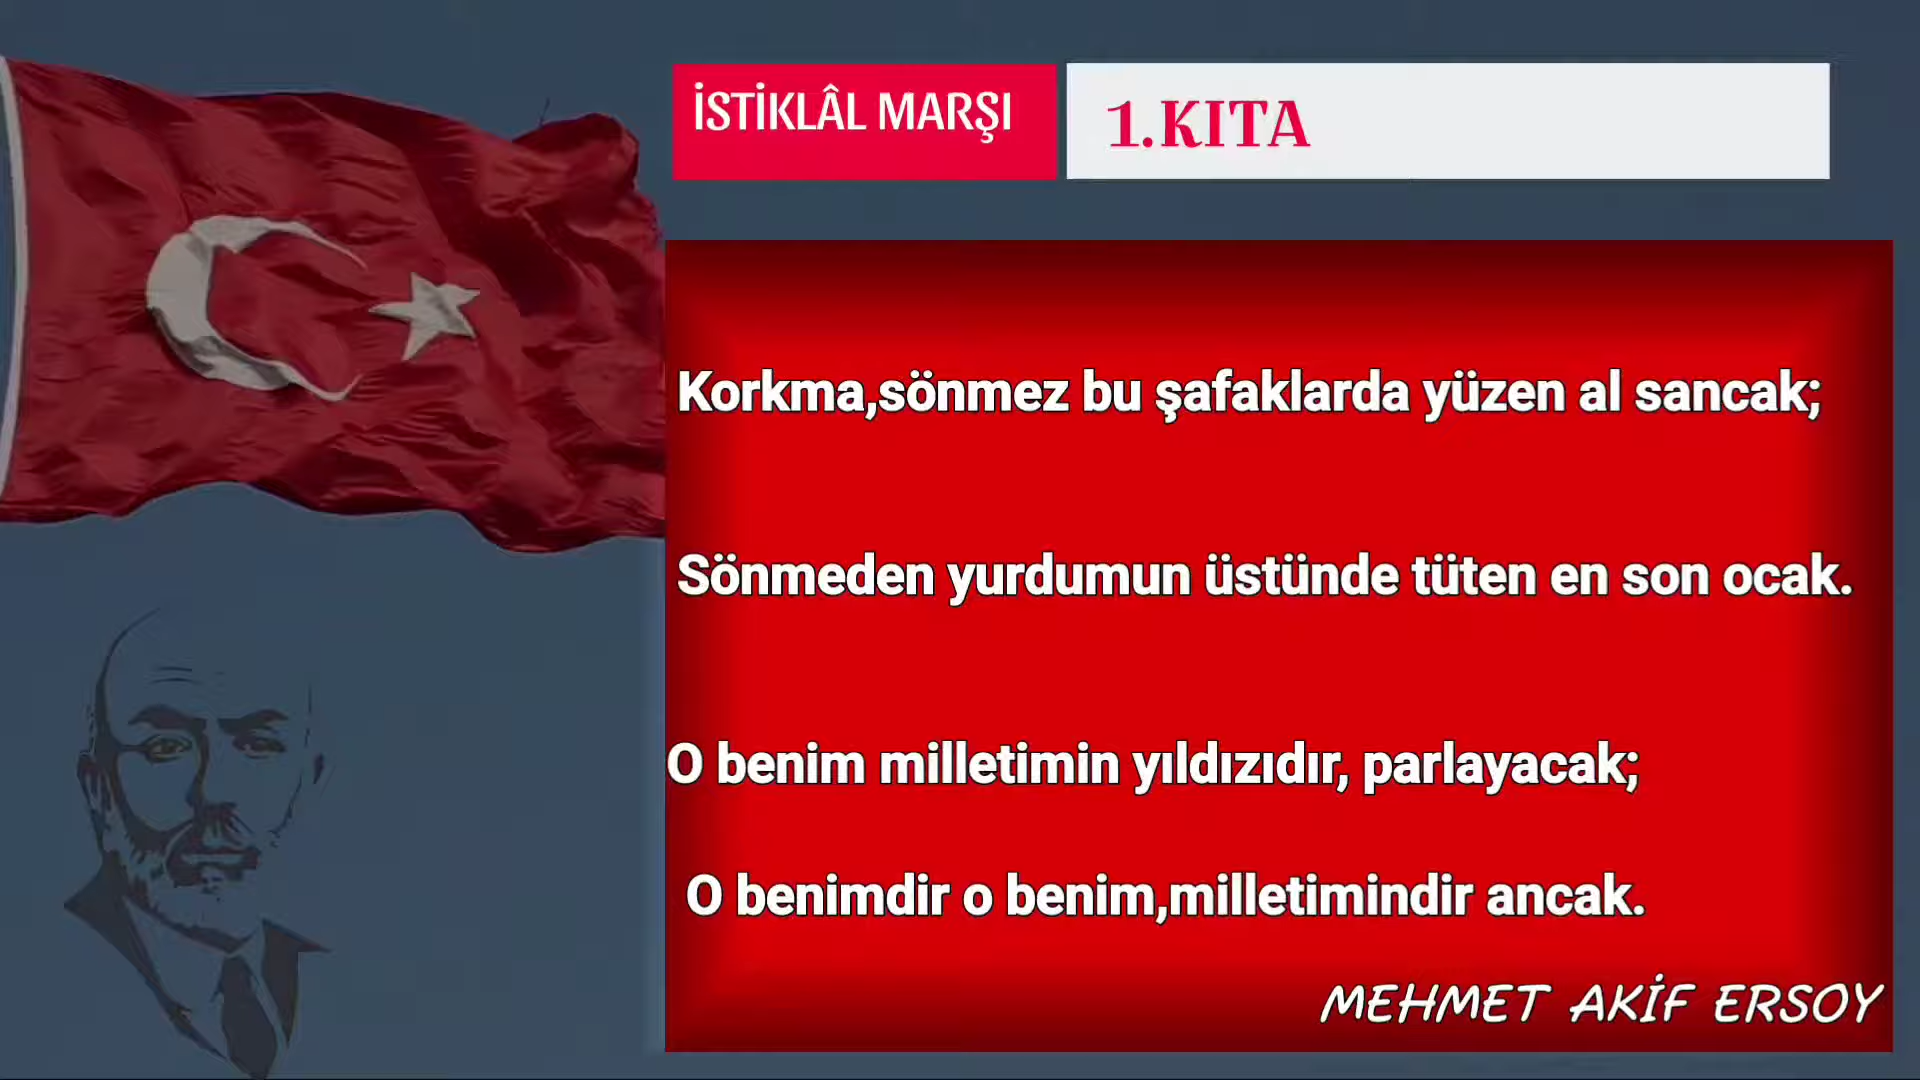 İSTİKLÂL MARŞI
1.KITA
Korkma,sönmez bu şafaklarda yüzen al sancak;
Sönmeden yurdumun üstünde tüten en son ocak.
O benim milletimin yıldızıdır, parlayacak;
O benimdir o benim,milletimindir ancak.
MEHMET AKİF ERSOY